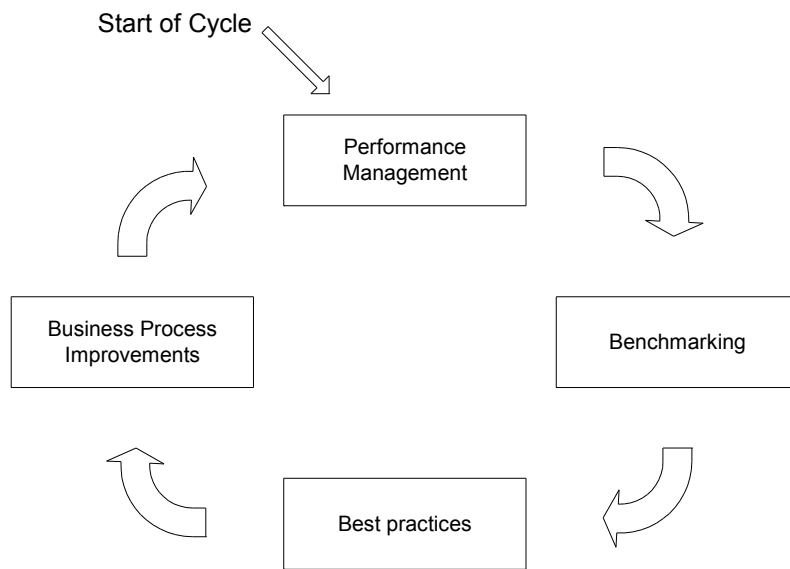 Start of Cycle
Performance
Management
Business Process
Improvements
Benchmarking
Best practices